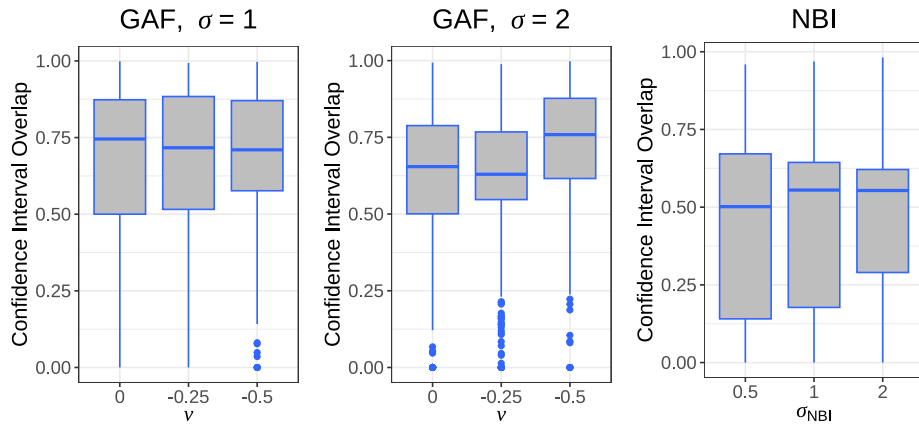 GAF, σ = 1
Confidence Interval Overlap
1.00
0.75
0.50
0.25
0.00
0
-0.25
-0.5
ν
GAF, σ = 2
Confidence Interval Overlap
1.00
0.75
0.50
0.25
0.00
0
-0.25
-0.5
ν
NBI
Confidence Interval Overlap
1.00
0.75
0.50
0.25
0.00
0.5
1
2
σNBI